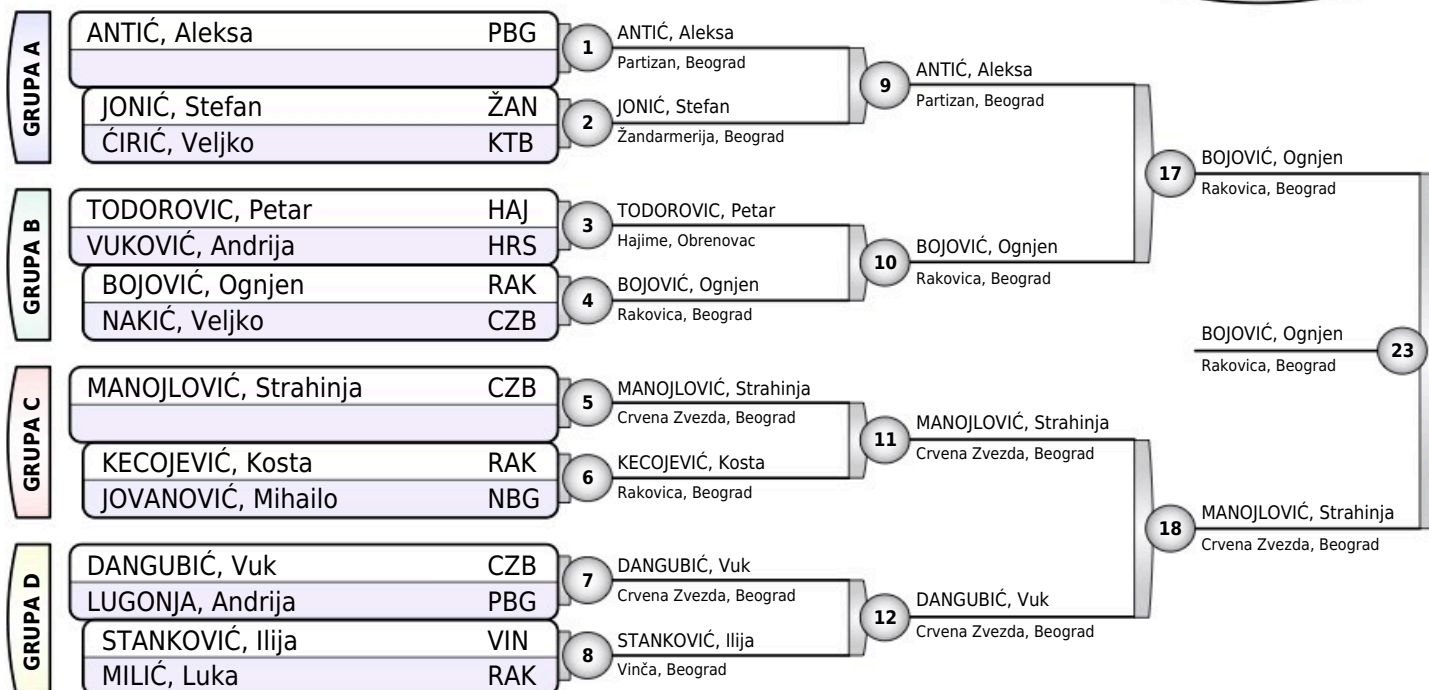 GRUPA A
ANTIĆ, Aleksa PBG
JONIĆ, Stefan ŽAN
ĆIRIĆ, Veljko KTB
GRUPA B
TODOROVIC, Petar HAJ
VUKOVIĆ, Andrija HRS
BOJOVIĆ, Ognjen RAK
NAKIĆ, Veljko CZB
GRUPA C
MANOJLOVIĆ, Strahinja CZB
KECOJEVIĆ, Kosta RAK
JOVANOVIĆ, Mihailo NBG
GRUPA D
DANGUBIĆ, Vuk CZB
LUGONJA, Andrija PBG
STANKOVIĆ, Ilija VIN
MILIĆ, Luka RAK
1
ANTIĆ, Aleksa
Partizan, Beograd
2
JONIĆ, Stefan
Žandarmerija, Beograd
3
TODOROVIC, Petar
Hajime, Obrenovac
4
BOJOVIĆ, Ognjen
Rakovica, Beograd
5
MANOJLOVIĆ, Strahinja
Crvena Zvezda, Beograd
6
KECOJEVIĆ, Kosta
Rakovica, Beograd
7
DANGUBIĆ, Vuk
Crvena Zvezda, Beograd
8
STANKOVIĆ, Ilija
Vinča, Beograd
9
ANTIĆ, Aleksa
Partizan, Beograd
10
BOJOVIĆ, Ognjen
Rakovica, Beograd
11
MANOJLOVIĆ, Strahinja
Crvena Zvezda, Beograd
12
DANGUBIĆ, Vuk
Crvena Zvezda, Beograd
17
BOJOVIĆ, Ognjen
Rakovica, Beograd
18
MANOJLOVIĆ, Strahinja
Crvena Zvezda, Beograd
BOJOVIĆ, Ognjen
Rakovica, Beograd
23